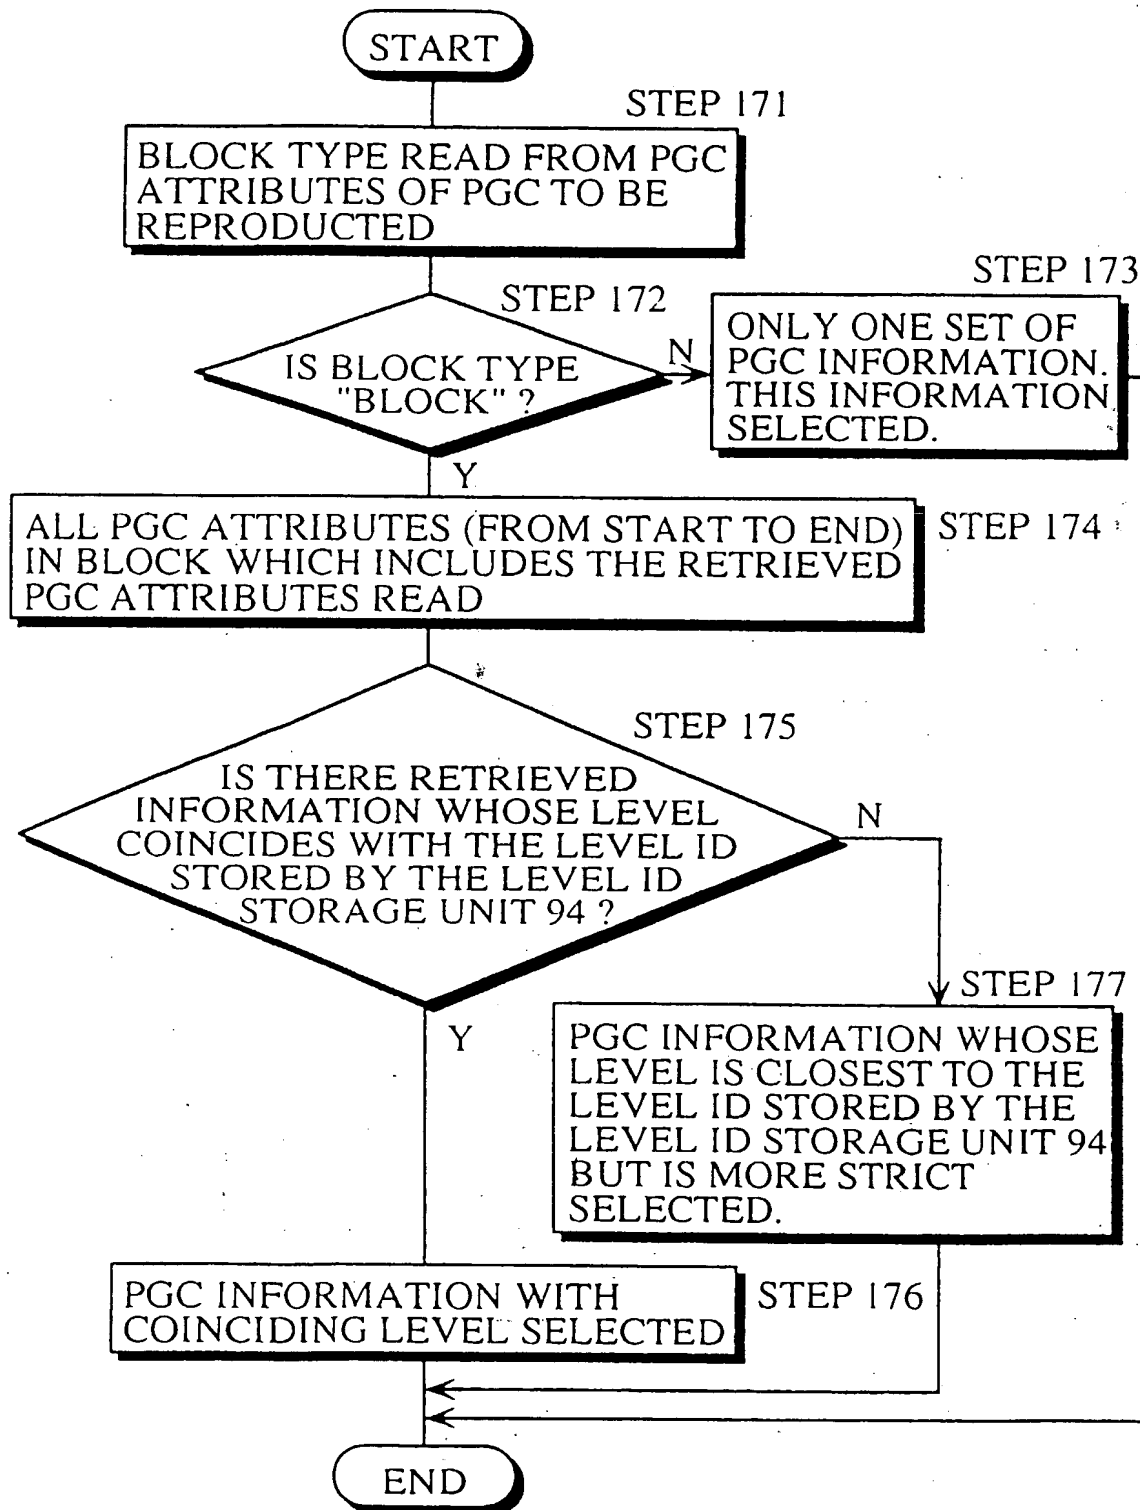 START
STEP 171
BLOCK TYPE READ FROM PGC
ATTRIBUTES OF PGC TO BE
REPRODUCTED
STEP 172
IS BLOCK TYPE
"BLOCK" ?
N
Y
STEP 173
ONLY ONE SET OF
PGC INFORMATION.
THIS INFORMATION
SELECTED.
STEP 174
ALL PGC ATTRIBUTES (FROM START TO END)
IN BLOCK WHICH INCLUDES THE RETRIEVED
PGC ATTRIBUTES READ
STEP 175
IS THERE RETRIEVED
INFORMATION WHOSE LEVEL
COINCIDES WITH THE LEVEL ID
STORED BY THE LEVEL ID
STORAGE UNIT 94 ?
N
Y
STEP 177
PGC INFORMATION WHOSE
LEVEL IS CLOSEST TO THE
LEVEL ID STORED BY THE
LEVEL ID STORAGE UNIT 94
BUT IS MORE STRICT
SELECTED.
STEP 176
PGC INFORMATION WITH
COINCIDING LEVEL SELECTED
END